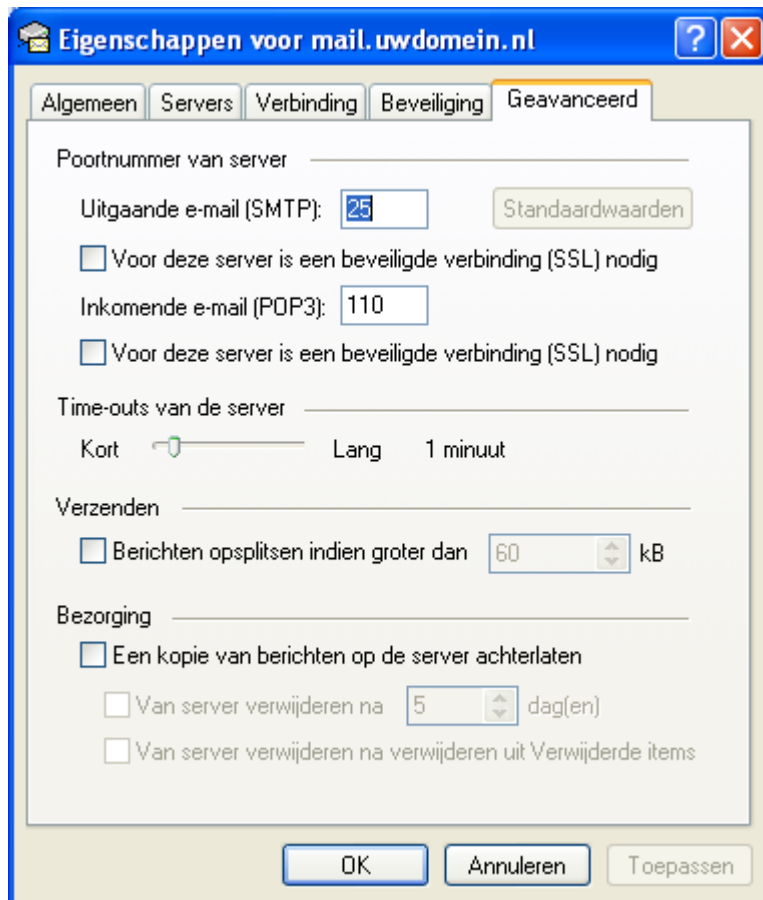 Eigenschappen voor mail.uwdomein.nl
Algemeen Servers Verbinding Beveiliging Geavanceerd
Poortnummer van server
Uitgaande e-mail (SMTP): 25 Standaardwaarden
Voor deze server is een beveiligde verbinding (SSL) nodig
Inkomende e-mail (POP3): 110
Voor deze server is een beveiligde verbinding (SSL) nodig
Time-outs van de server
Kort Lang 1 minuut
Verzenden
Berichten opsplitsen indien groter dan 60 kB
Bezorging
Een kopie van berichten op de server achterlaten
Van server verwijderen na 5 dag(en)
Van server verwijderen na verwijderen uit Verwijderde items
OK Annuleren Toepassen